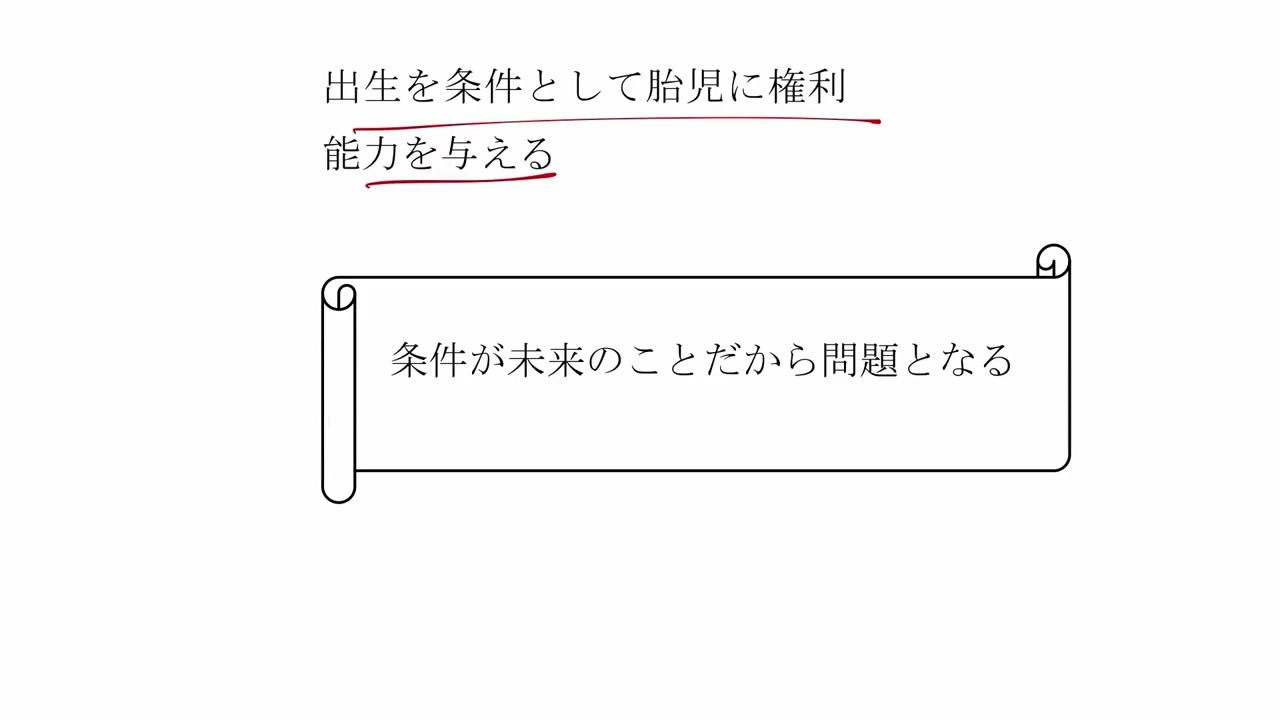 出生を条件として胎児に権利
能力を与える
条件が未来のことだから問題となる